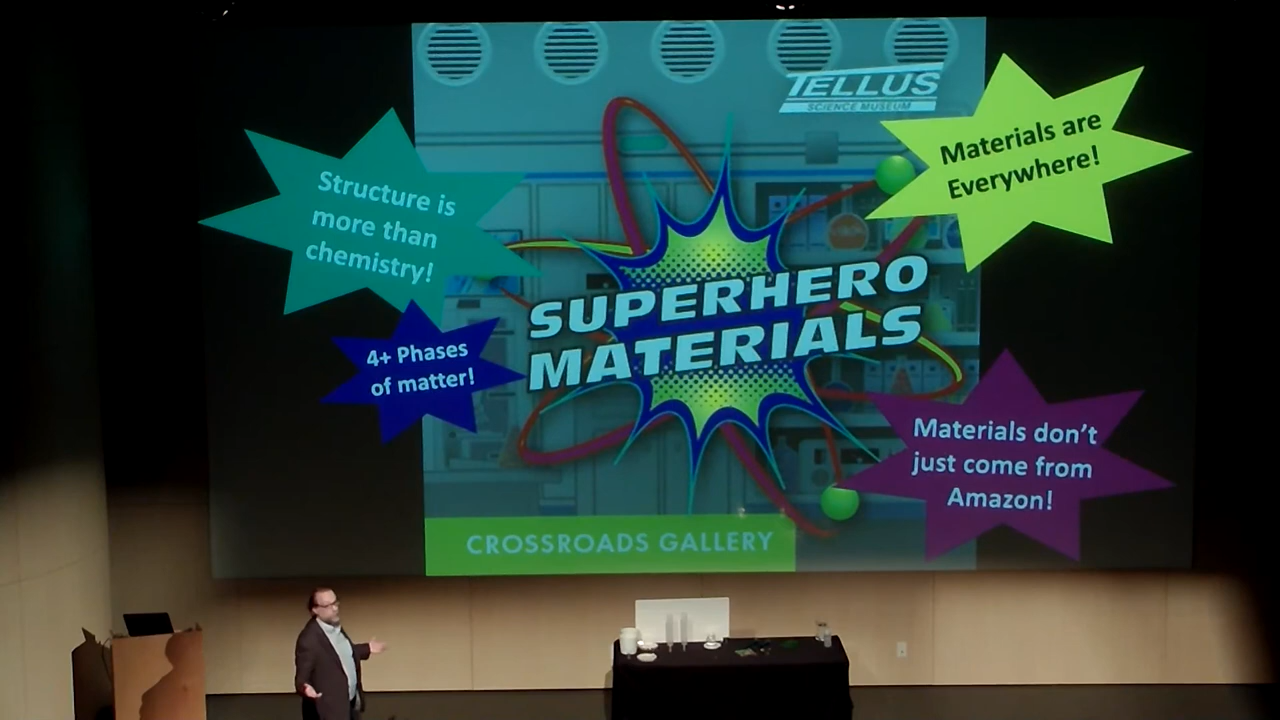 TELLUS
SCIENCE MUSEUM
Structure is
more than
chemistry!
Materials are
Everywhere!
SUPERHERO
MATERIALS
4+ Phases
of matter!
Materials don't
just come from
Amazon!
CROSSROADS GALLERY